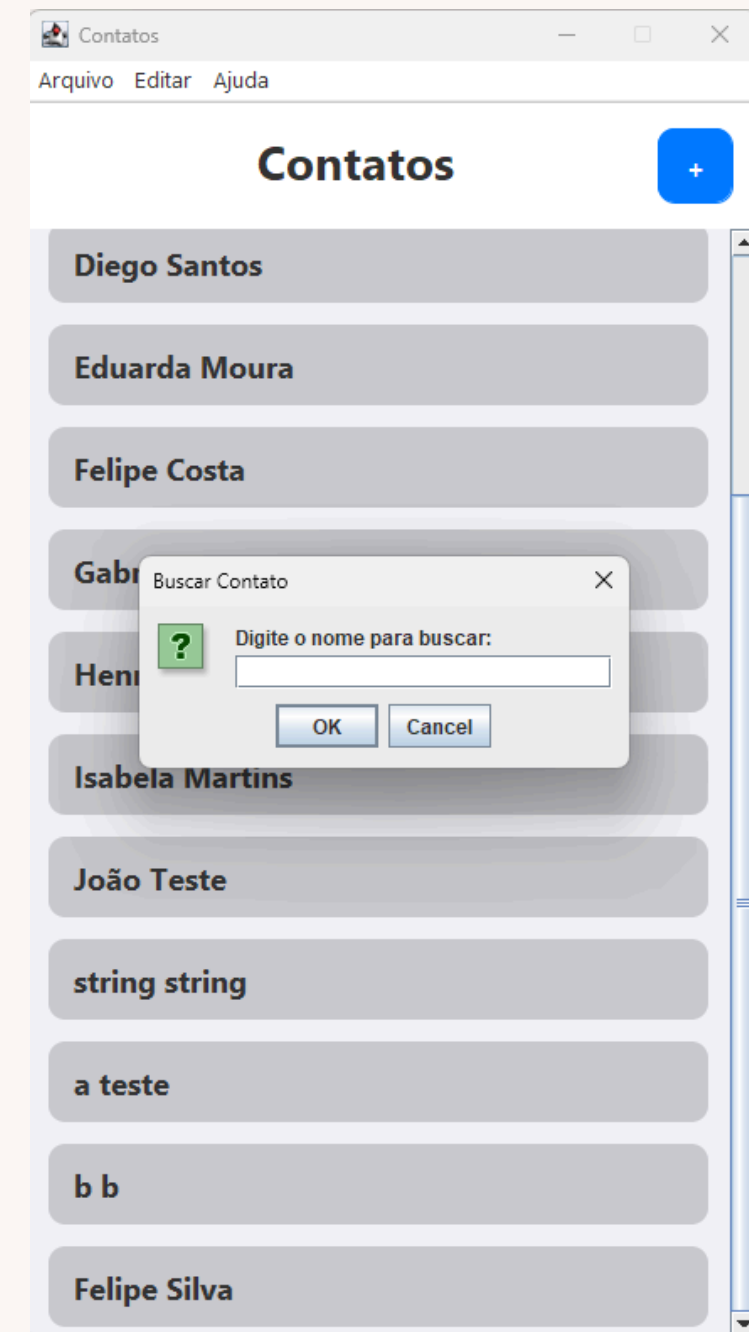 Contatos
Arquivo Editar Ajuda
Contatos
+
Diego Santos
Eduarda Moura
Felipe Costa
Buscar Contato
?
Digite o nome para buscar:
OK Cancel
Isabela Martins
João Teste
string string
a teste
b b
Felipe Silva